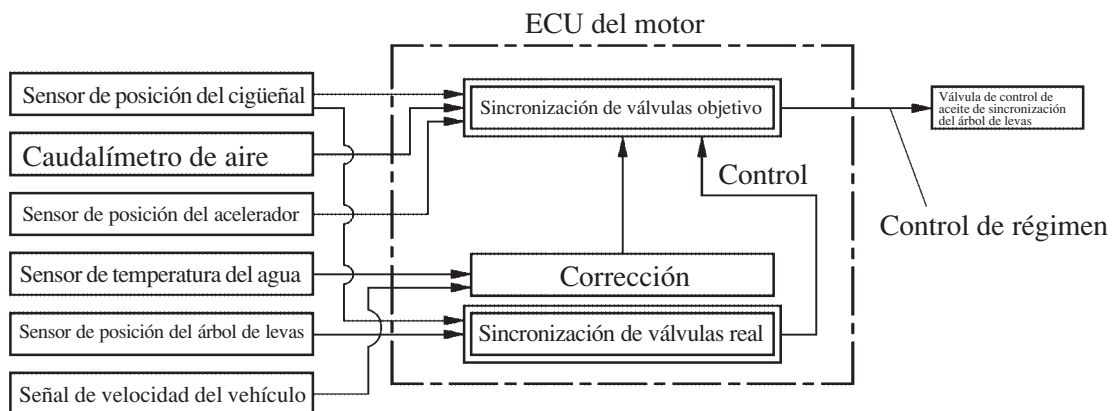 ECU del motor
Sensor de posición del cigüeñal
Caudalímetro de aire
Sensor de posición del acelerador
Sensor de temperatura del agua
Sensor de posición del árbol de levas
Señal de velocidad del vehículo
Sincronización de válvulas objetivo
Control
Corrección
Sincronización de válvulas real
Válvula de control de
aceite de sincronización
del árbol de levas
Control de régimen